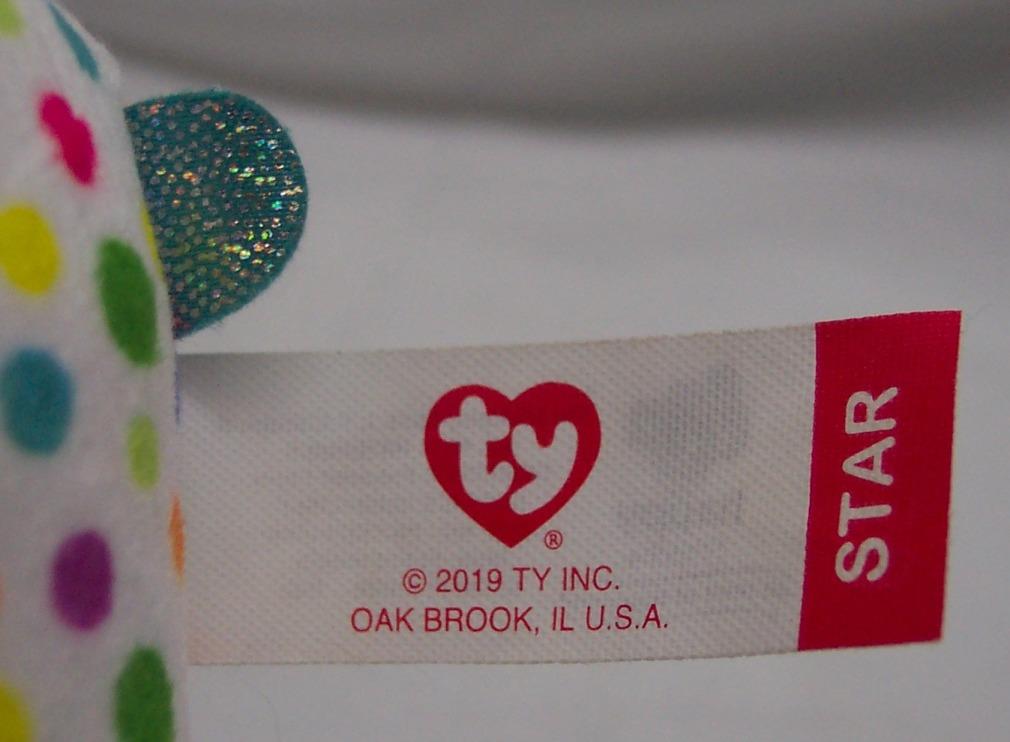 ty
®
© 2019 TY INC.
OAK BROOK, IL U.S.A.
STAR